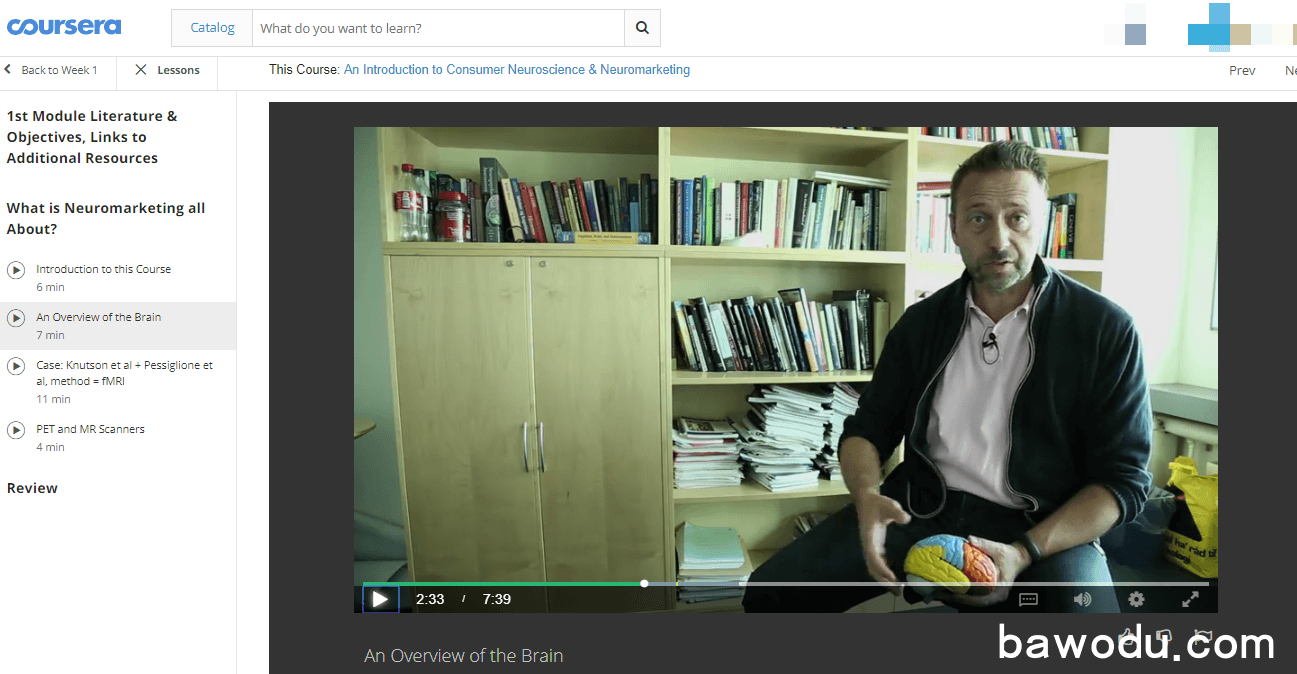 coursera
Catalog
What do you want to learn?
Back to Week 1
Lessons
This Course: An Introduction to Consumer Neuroscience & Neuromarketing
Prev
Ne
1st Module Literature &
Objectives, Links to
Additional Resources
What is Neuromarketing all
About?
Introduction to this Course
6 min
An Overview of the Brain
7 min
Case: Knutson et al + Pessiglione et
al, method = fMRI
11 min
PET and MR Scanners
4 min
Review
2:33 / 7:39
An Overview of the Brain
bawodu.com